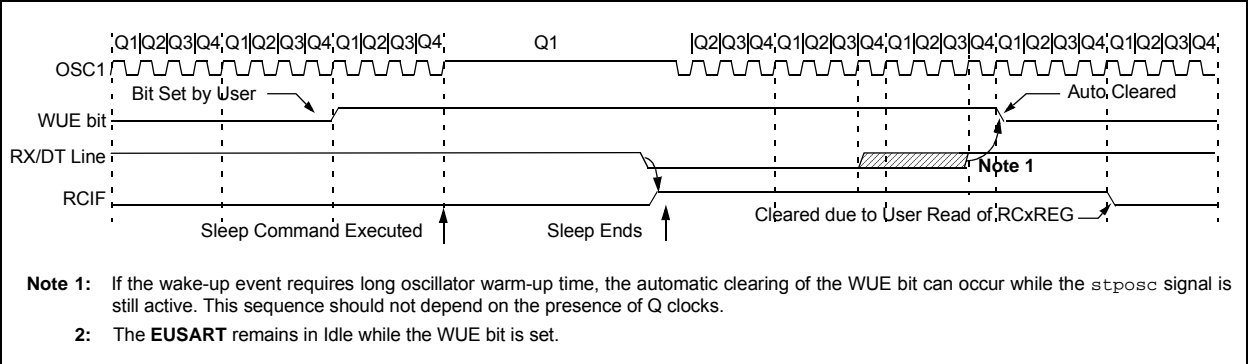 Q1|Q2|Q3|Q4 Q1|Q2|Q3|Q4 Q1|Q2|Q3|Q4 Q1 |Q2|Q3|Q4 Q1|Q2|Q3|Q4 Q1|Q2|Q3|Q4 Q1|Q2|Q3|Q4 Q1|Q2|Q3|Q4
OSC1
Bit Set by User
Auto Cleared
WUE bit
RX/DT Line
Note 1
RCIF
Cleared due to User Read of RCxREG
Sleep Command Executed
Sleep Ends
Note 1: If the wake-up event requires long oscillator warm-up time, the automatic clearing of the WUE bit can occur while the stposc signal is
still active. This sequence should not depend on the presence of Q clocks.
2: The EUSART remains in Idle while the WUE bit is set.